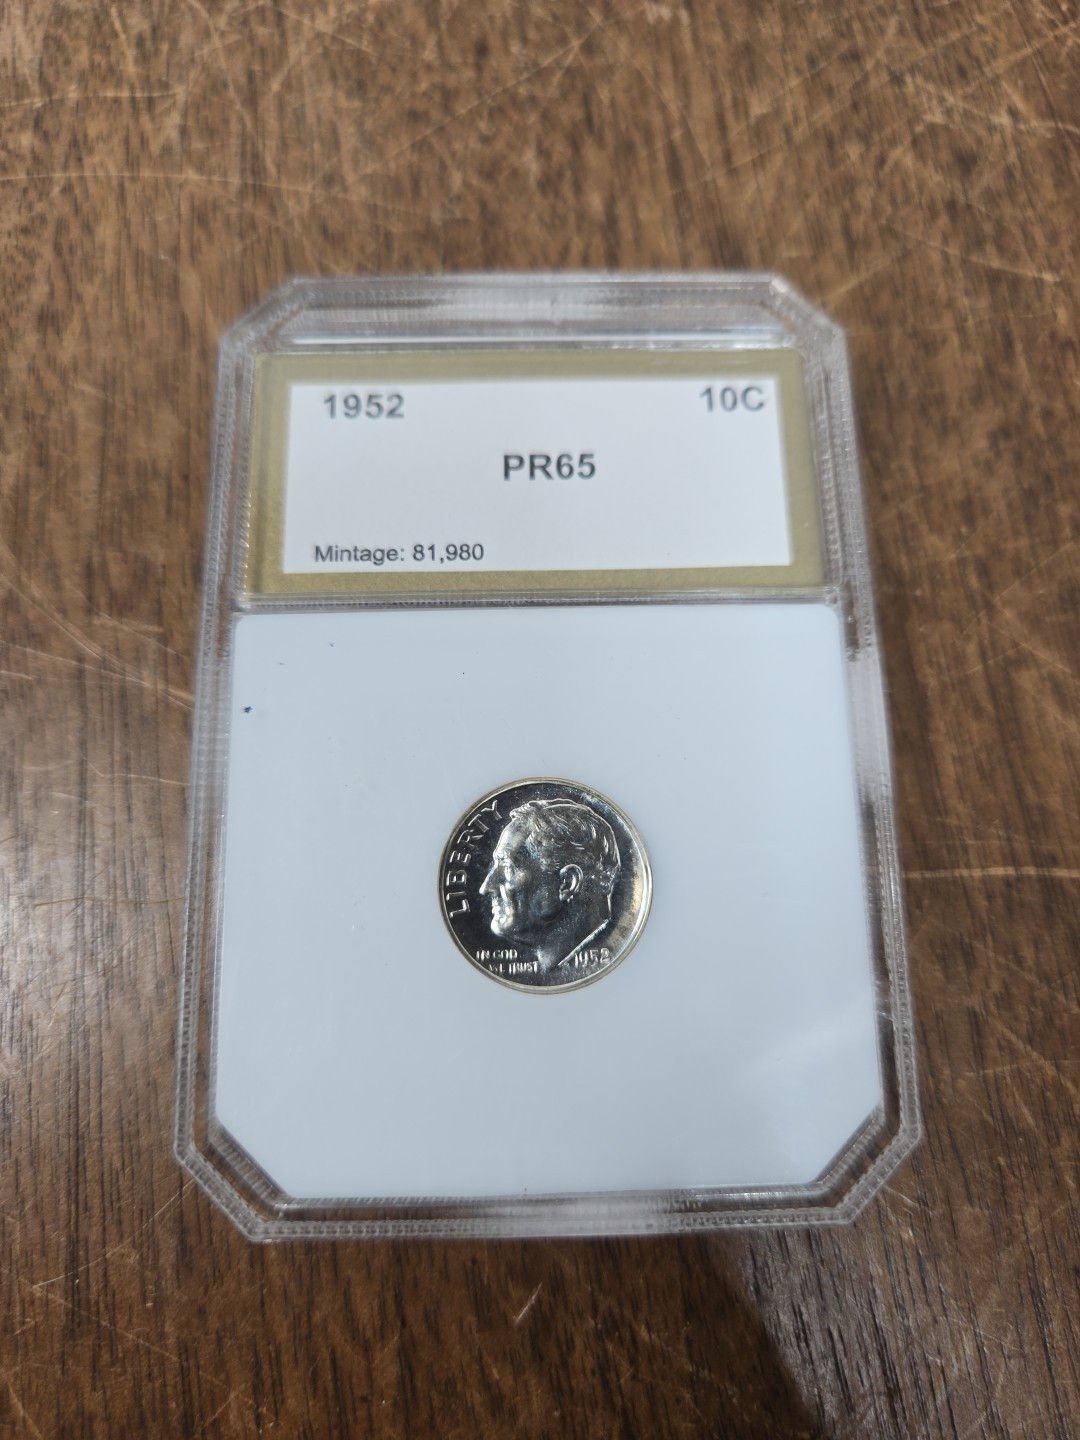 1952 10C
PR65
Mintage: 81,980
LIBERTY
IN GOD
WE TRUST
1952